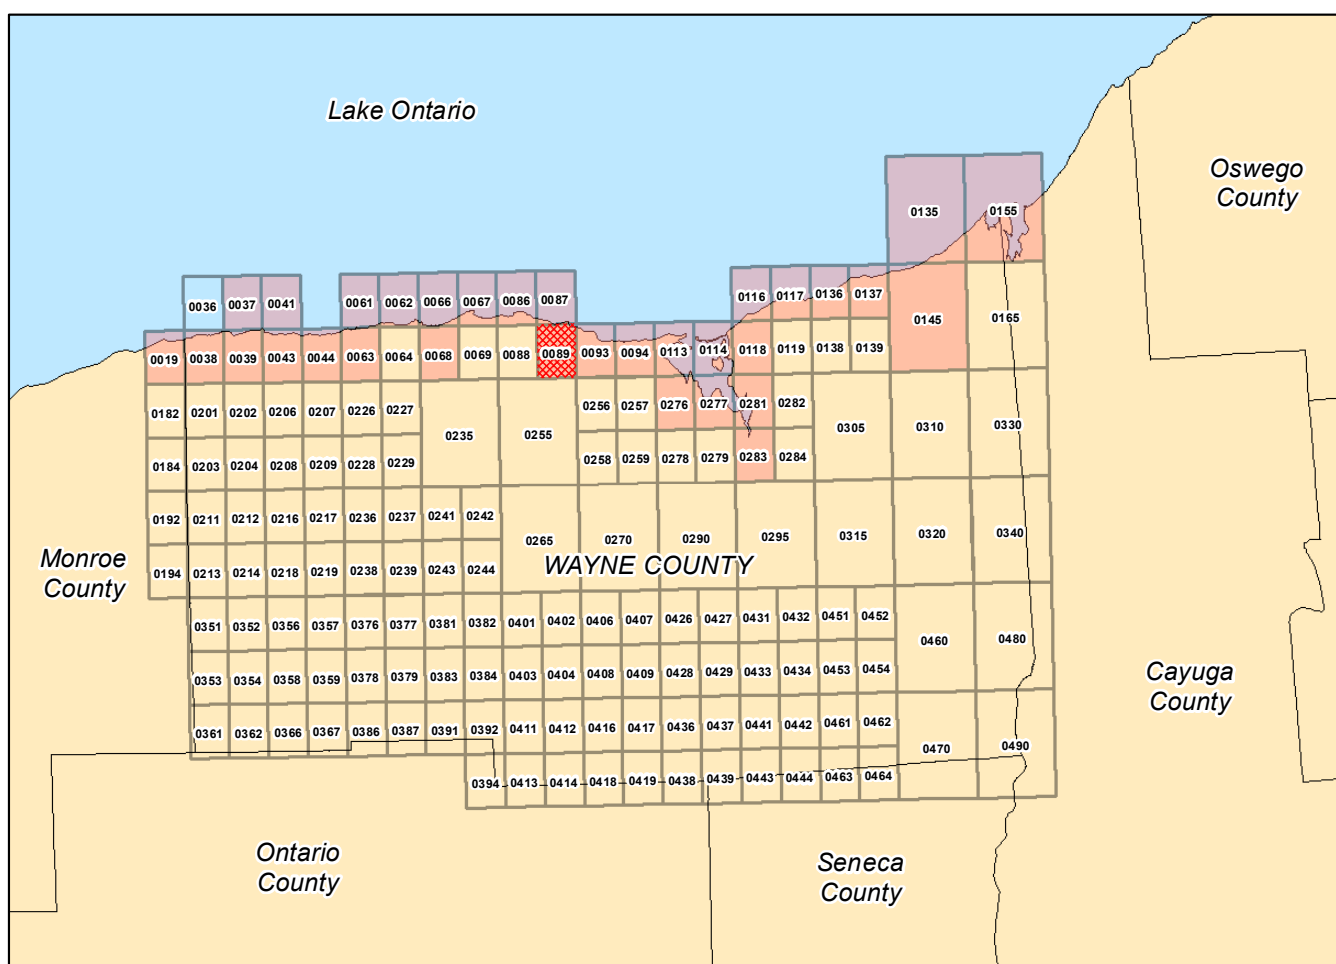 Lake Ontario
Oswego
County
0135 0155
0036 0037 0041 0061 0062 0066 0067 0086 0087 0116 0117 0136 0137
0145 0165
0019 0038 0039 0043 0044 0063 0064 0068 0069 0088 0089 0093 0094 0113 0114 0118 0119 0138 0139
0182 0201 0202 0206 0207 0226 0227 0256 0257 0276 0277 0281 0282
0235 0255 0305 0310 0330
0184 0203 0204 0208 0209 0228 0229 0258 0259 0278 0279 0283 0284
0192 0211 0212 0216 0217 0236 0237 0241 0242
0265 0270 0290 0295 0315 0320 0340
Monroe
County
WAYNE COUNTY
0194 0213 0214 0218 0219 0238 0239 0243 0244
0351 0352 0356 0357 0376 0377 0381 0382 0401 0402 0406 0407 0426 0427 0431 0432 0451 0452
0460 0480
0353 0354 0358 0359 0378 0379 0383 0384 0403 0404 0408 0409 0428 0429 0433 0434 0453 0454
Cayuga
County
0361 0362 0366 0367 0386 0387 0391 0392 0411 0412 0416 0417 0436 0437 0441 0442 0461 0462
0470 0490
0394 0413 0414 0418 0419 0438 0439 0443 0444 0463 0464
Ontario
County
Seneca
County